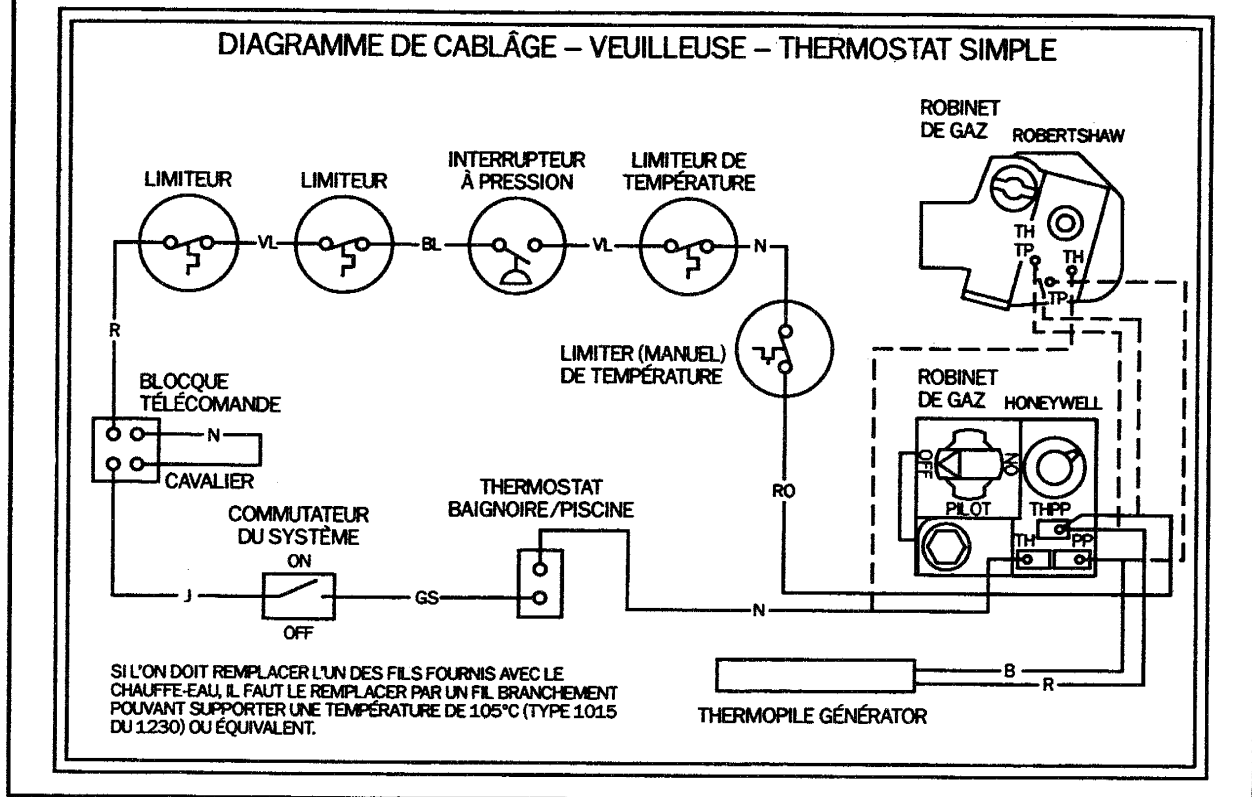 DIAGRAMME DE CABLÂGE – VEUILLEUSE – THERMOSTAT SIMPLE
ROBINET
DE GAZ
ROBERTSHAW
LIMITEUR
LIMITEUR
INTERRUPTEUR
À PRESSION
LIMITEUR DE
TEMPÉRATURE
TH
TP
TH
TP
VL
BL
VL
N
R
LIMITER (MANUEL)
DE TEMPÉRATURE
BLOCQUE
TÉLÉCOMANDE
N
CAVALIER
ROBINET
DE GAZ
HONEYWELL
OFF
NO
PILOT
THPP
TH
PP
RO
THERMOSTAT
BAIGNOIRE/PISCINE
COMMUTATEUR
DU SYSTÈME
ON
OFF
J
GS
N
B
R
THERMOPILE GÉNÉRATOR
SI L'ON DOIT REMPLACER L'UN DES FILS FOURNIS AVEC LE
CHAUFFE-EAU, IL FAUT LE REMPLACER PAR UN FIL BRANCHEMENT
POUVANT SUPPORTER UNE TEMPÉRATURE DE 105°C (TYPE 1015
DU 1230) OU ÉQUIVALENT.